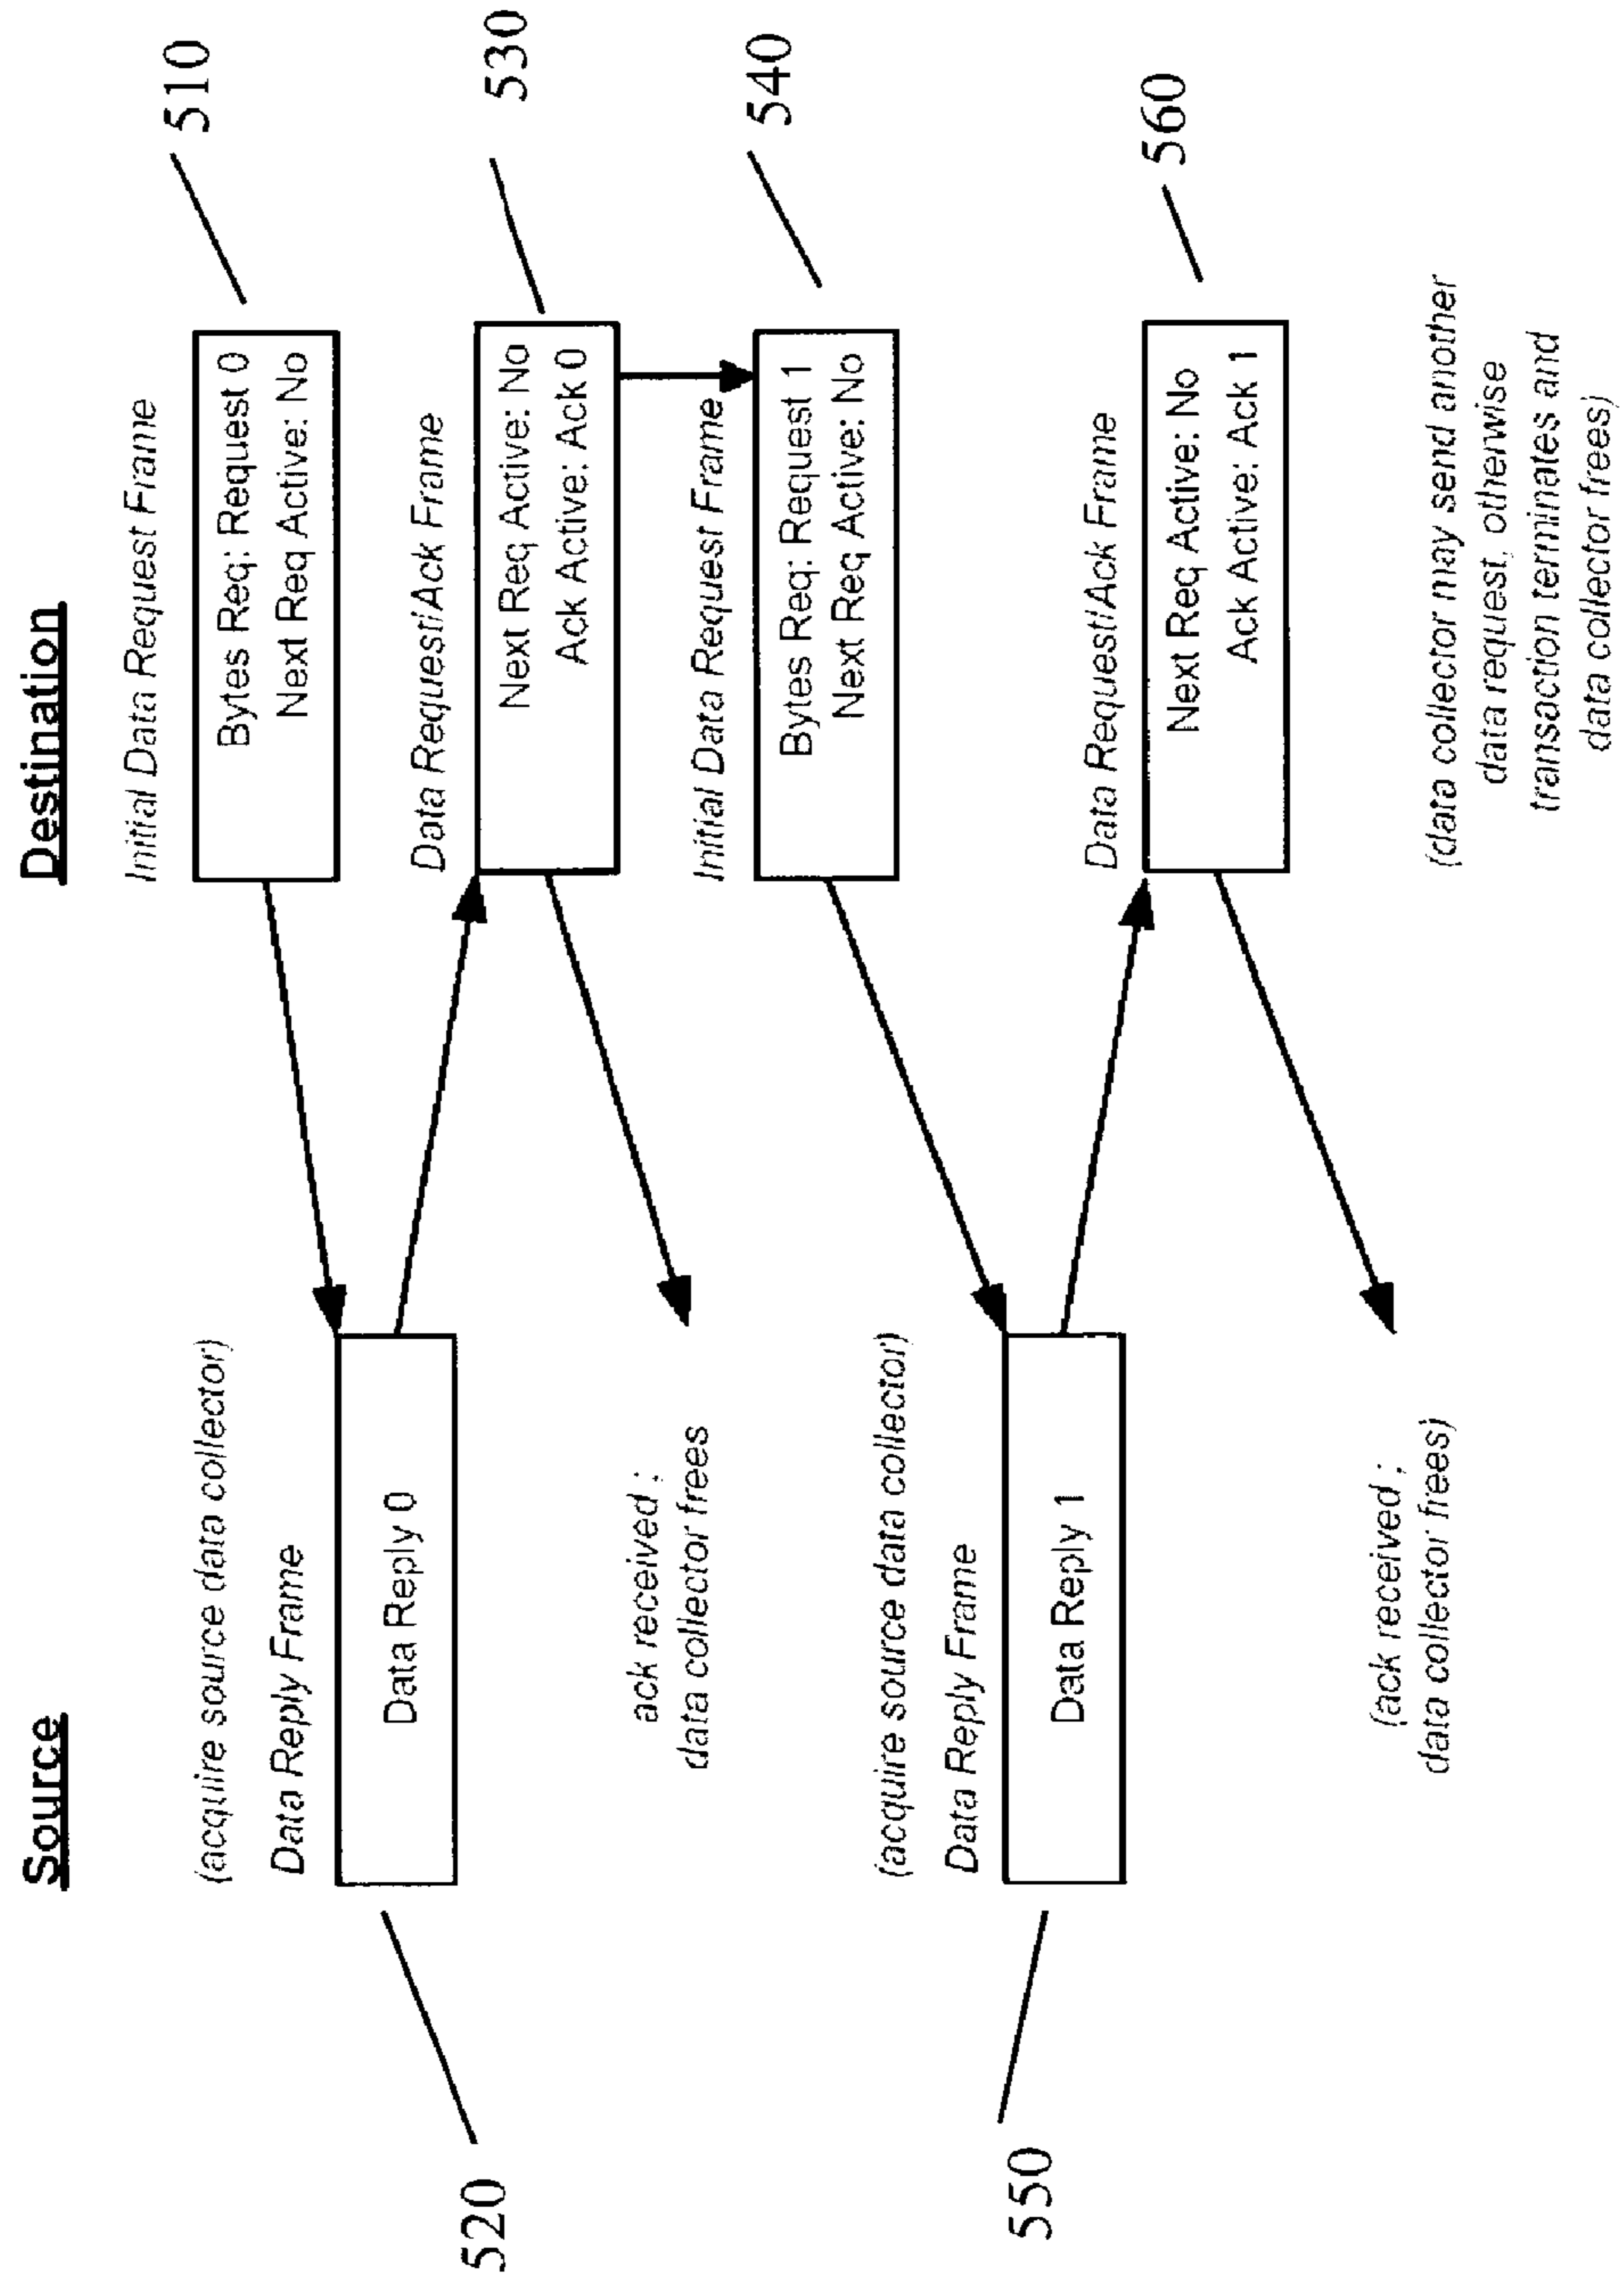 Source
Destination
Initial Data Request Frame
510
Bytes Req: Request 0
Next Req Active: No
(acquire source data collector)
Data Reply Frame
Data Reply 0
520
Data Request/Ack Frame
530
Next Req Active: No
Ack Active: Ack 0
ack received ;
data collector frees
Initial Data Request Frame
540
Bytes Req: Request 1
Next Req Active: No
(acquire source data collector)
Data Reply Frame
Data Reply 1
550
Data Request/Ack Frame
560
Next Req Active: No
Ack Active: Ack 1
(ack received ;
data collector frees)
(data collector may send another
data request, otherwise
transaction terminates and
data collector frees)